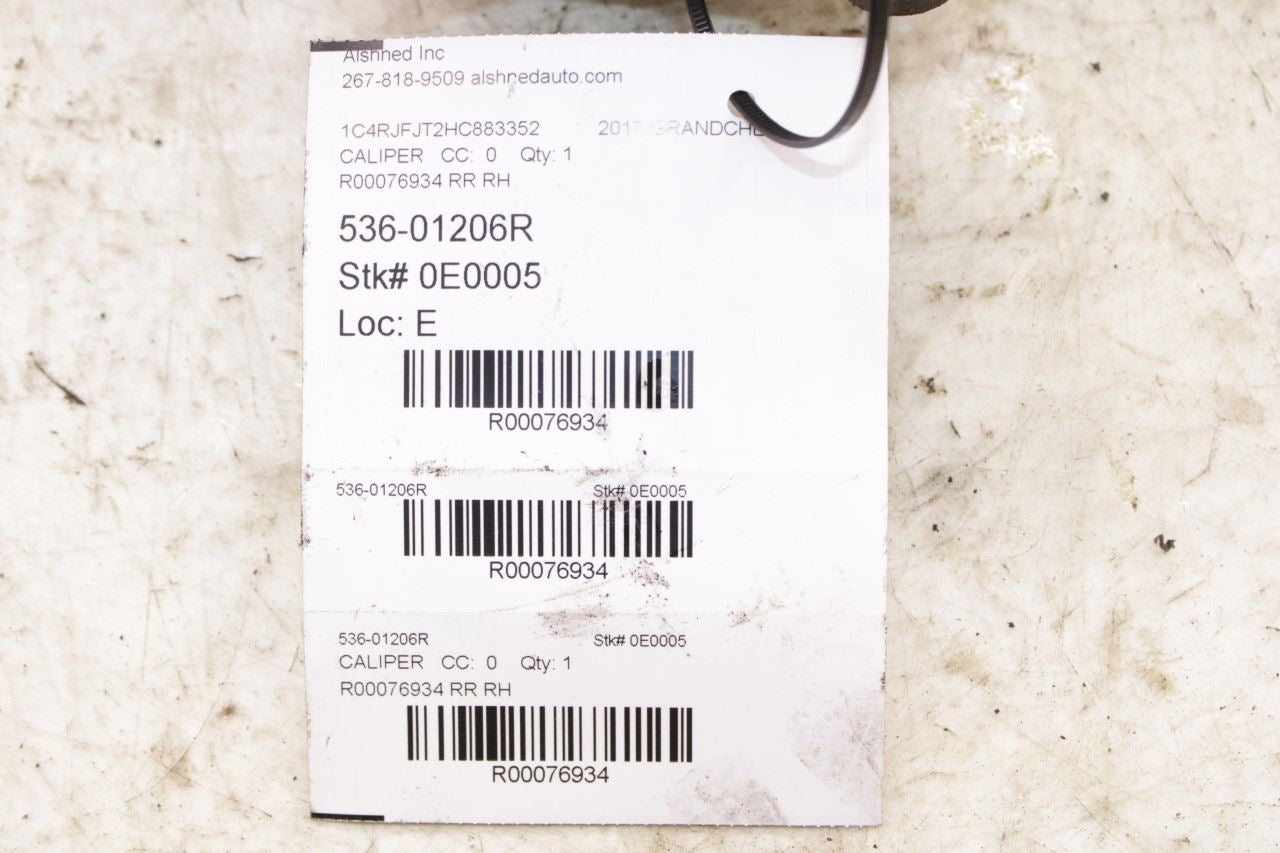 Alshned Inc
267-818-9509 alshnedauto.com
1C4RJFJT2HC883352 2017
CALIPER CC: 0 Qty: 1
R00076934 RR RH
536-01206R
Stk# 0E0005
Loc: E
R00076934
536-01206R Stk# 0E0005
R00076934
536-01206R Stk# 0E0005
CALIPER CC: 0 Qty: 1
R00076934 RR RH
R00076934